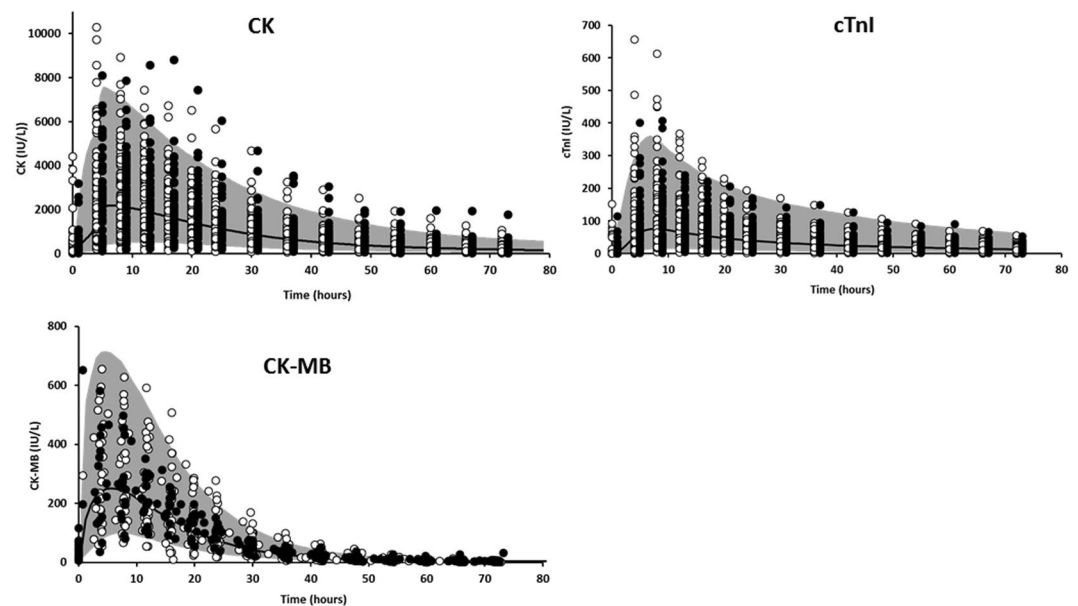 CK
10000
8000
6000
4000
2000
0
CK (IU/L))
0 10 20 30 40 50 60 70 80
Time (hours)
cTnI
700
600
500
400
300
200
100
0
cTnI (IU/L)
0 10 20 30 40 50 60 70 80
Time (hours)
CK-MB
800
600
400
200
0
CK-MB (IU/L)
0 10 20 30 40 50 60 70 80
Time (hours)